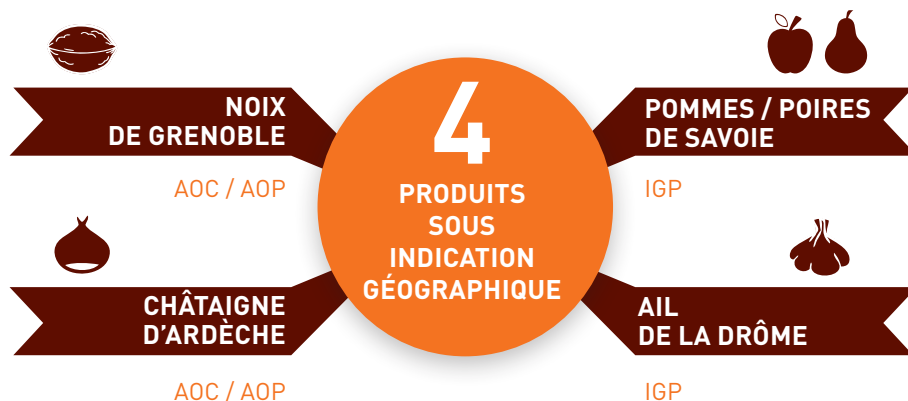 NOIX
DE GRENOBLE
AOC / AOP
4
PRODUITS
SOUS
INDICATION
GÉOGRAPHIQUE
POMMES / POIRES
DE SAVOIE
IGP
CHÂTAIGNE
D'ARDÈCHE
AOC / AOP
AIL
DE LA DRÔME
IGP